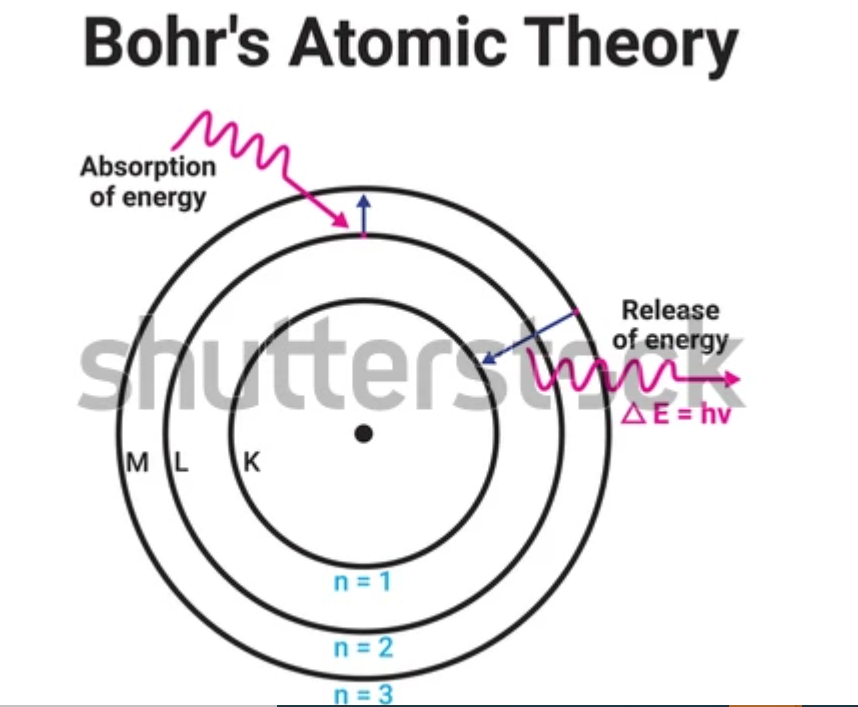 Bohr's Atomic Theory
Absorption
of energy
Release
of energy
△ E = hv
shutterstock
M L K
n = 1
n = 2
n = 3